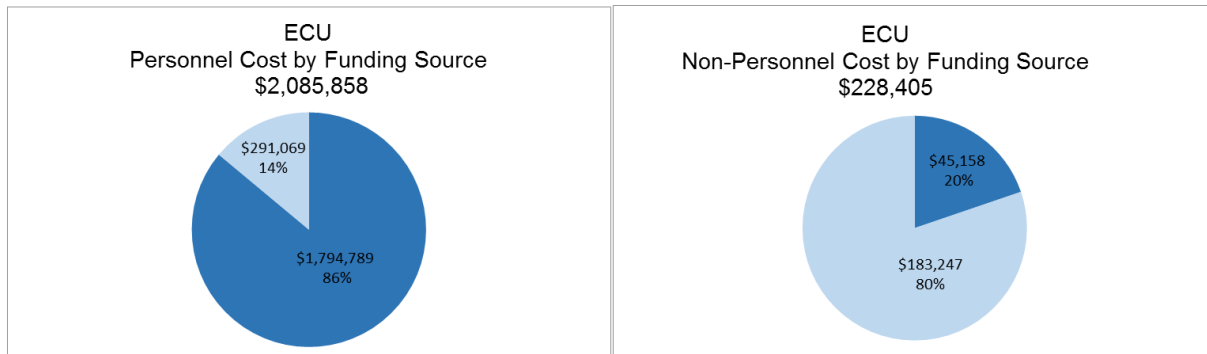 ECU
Personnel Cost by Funding Source
$2,085,858
$291,069
14%
$1,794,789
86%
ECU
Non-Personnel Cost by Funding Source
$228,405
$45,158
20%
$183,247
80%